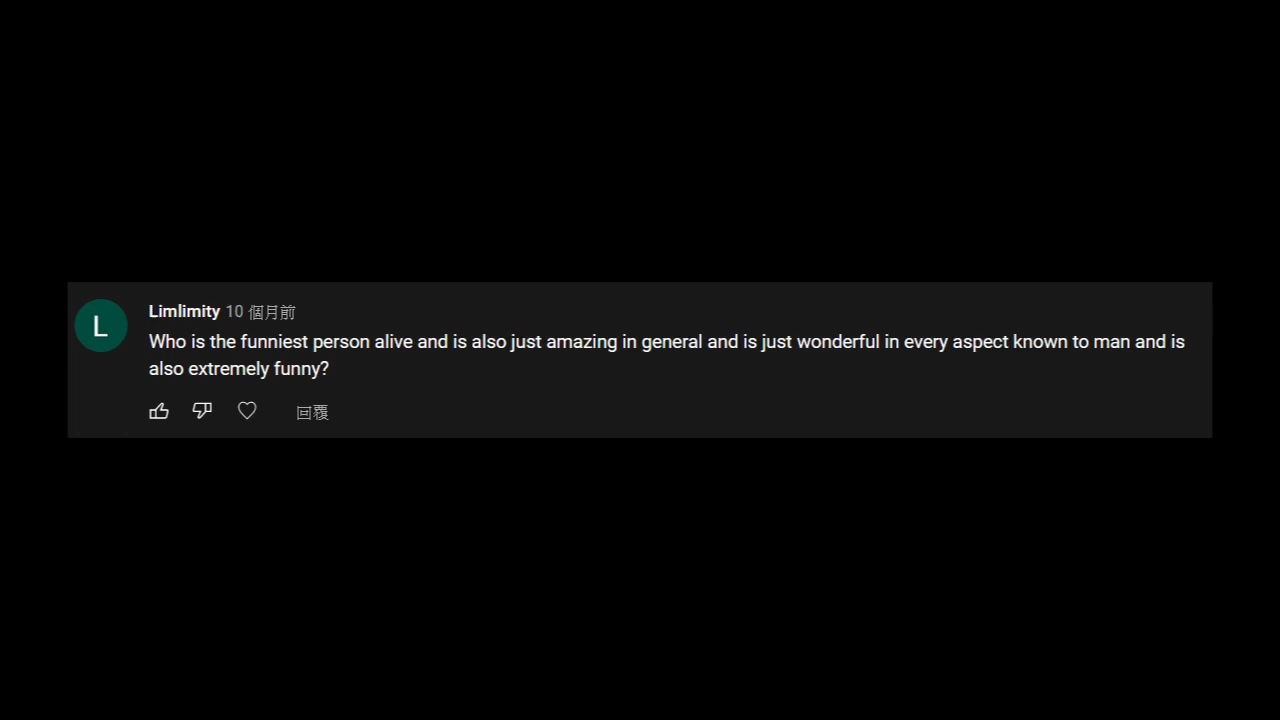 L
Limlimity 10 個月前
Who is the funniest person alive and is also just amazing in general and is just wonderful in every aspect known to man and is
also extremely funny?
回覆